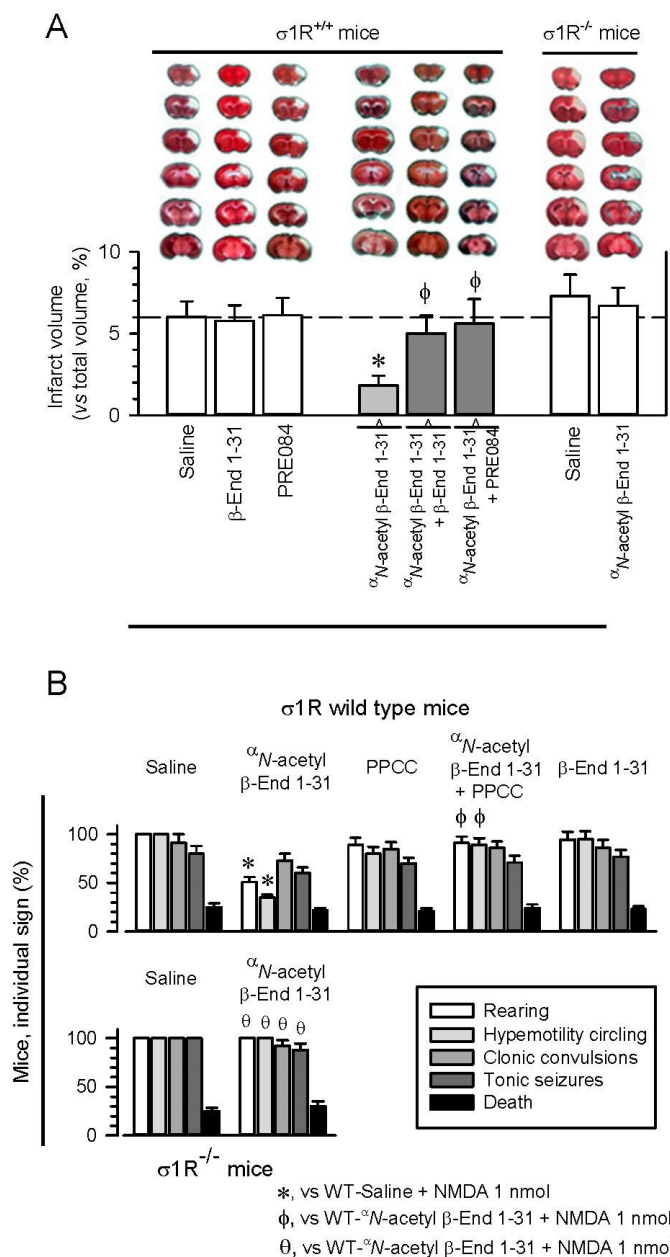 A
σ1R+/+ mice
σ1R-/- mice
Infarct volume
(vs total volume, %)
10
5
0
ϕ
ϕ
*
Saline
β-End 1-31
PRE084
αN-acetyl β-End 1-31
αN-acetyl β-End 1-31
+ β-End 1-31
αN-acetyl β-End 1-31
+ PRE084
Saline
αN-acetyl β-End 1-31
B
σ1R wild type mice
Mice, individual sign (%)
Saline
αN-acetyl
β-End 1-31
PPCC
αN-acetyl
β-End 1-31
+ PPCC
β-End 1-31
ϕ ϕ
* *
100
50
0
Saline
αN-acetyl
β-End 1-31
θ θ θ θ
100
50
0
σ1R-/- mice
Rearing
Hypemotility circling
Clonic convulsions
Tonic seizures
Death
*, vs WT-Saline + NMDA 1 nmol
ϕ, vs WT-αN-acetyl β-End 1-31 + NMDA 1 nmol
θ, vs WT-αN-acetyl β-End 1-31 + NMDA 1 nmol